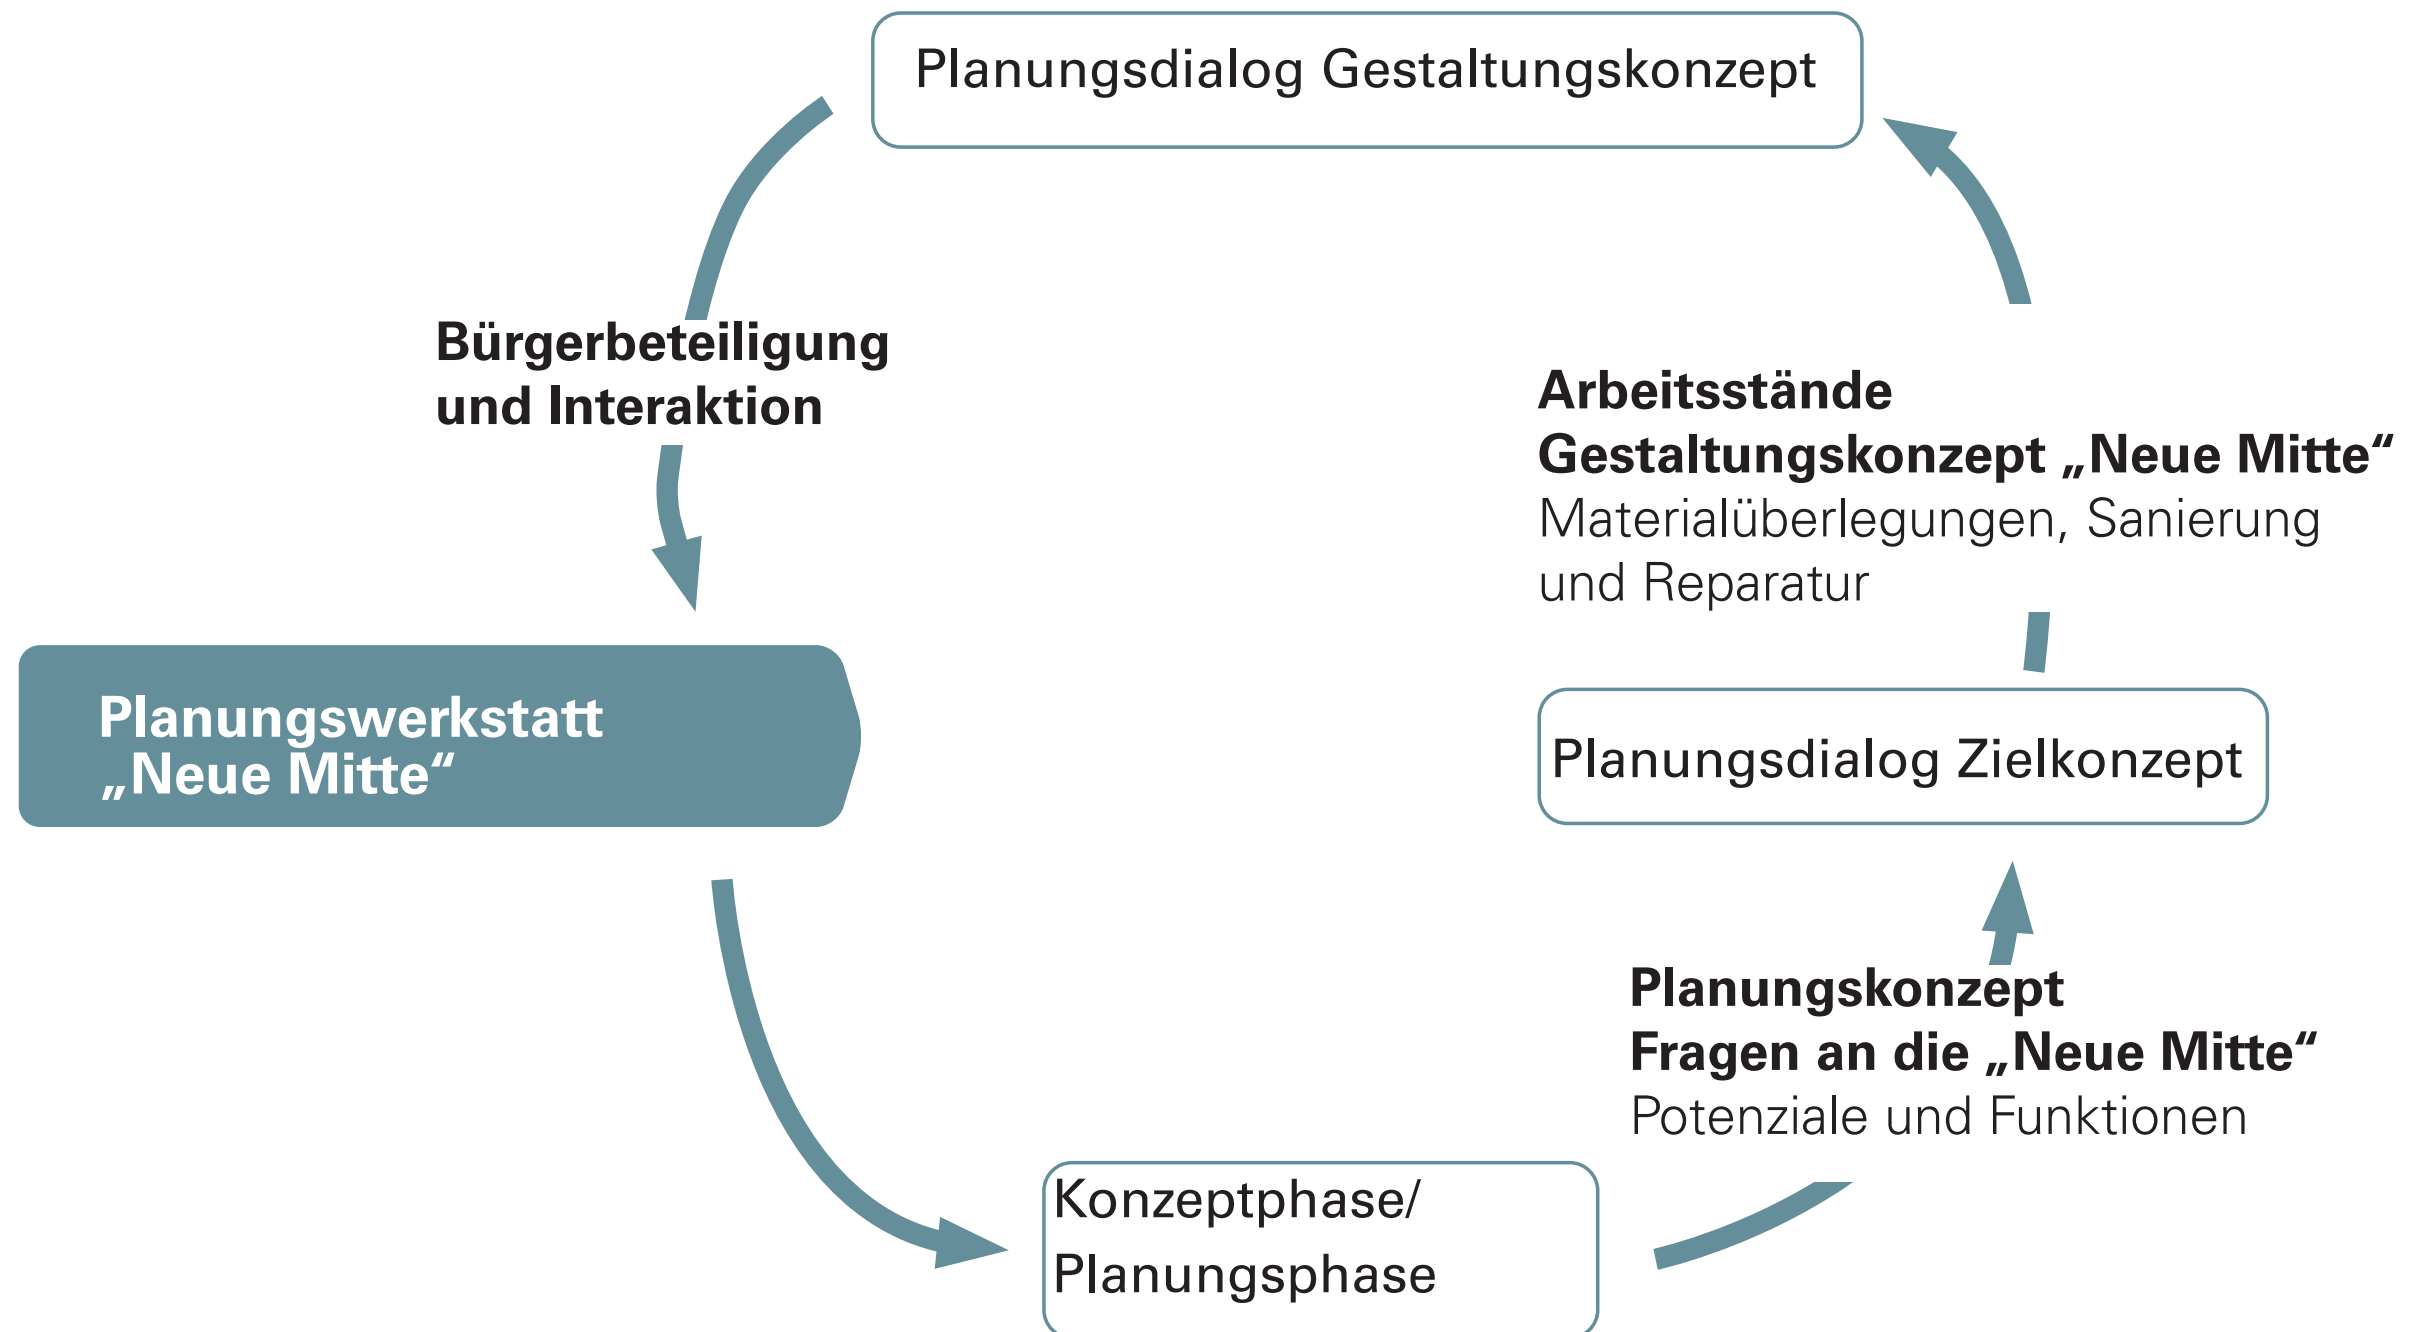 Planungsdialog Gestaltungskonzept
Bürgerbeteiligung
und Interaktion
Arbeitsstände
Gestaltungskonzept „Neue Mitte“
Materialüberlegungen, Sanierung
und Reparatur
Planungswerkstatt
„Neue Mitte“
Planungsdialog Zielkonzept
Planungskonzept
Fragen an die „Neue Mitte“
Potenziale und Funktionen
Konzeptphase/
Planungsphase